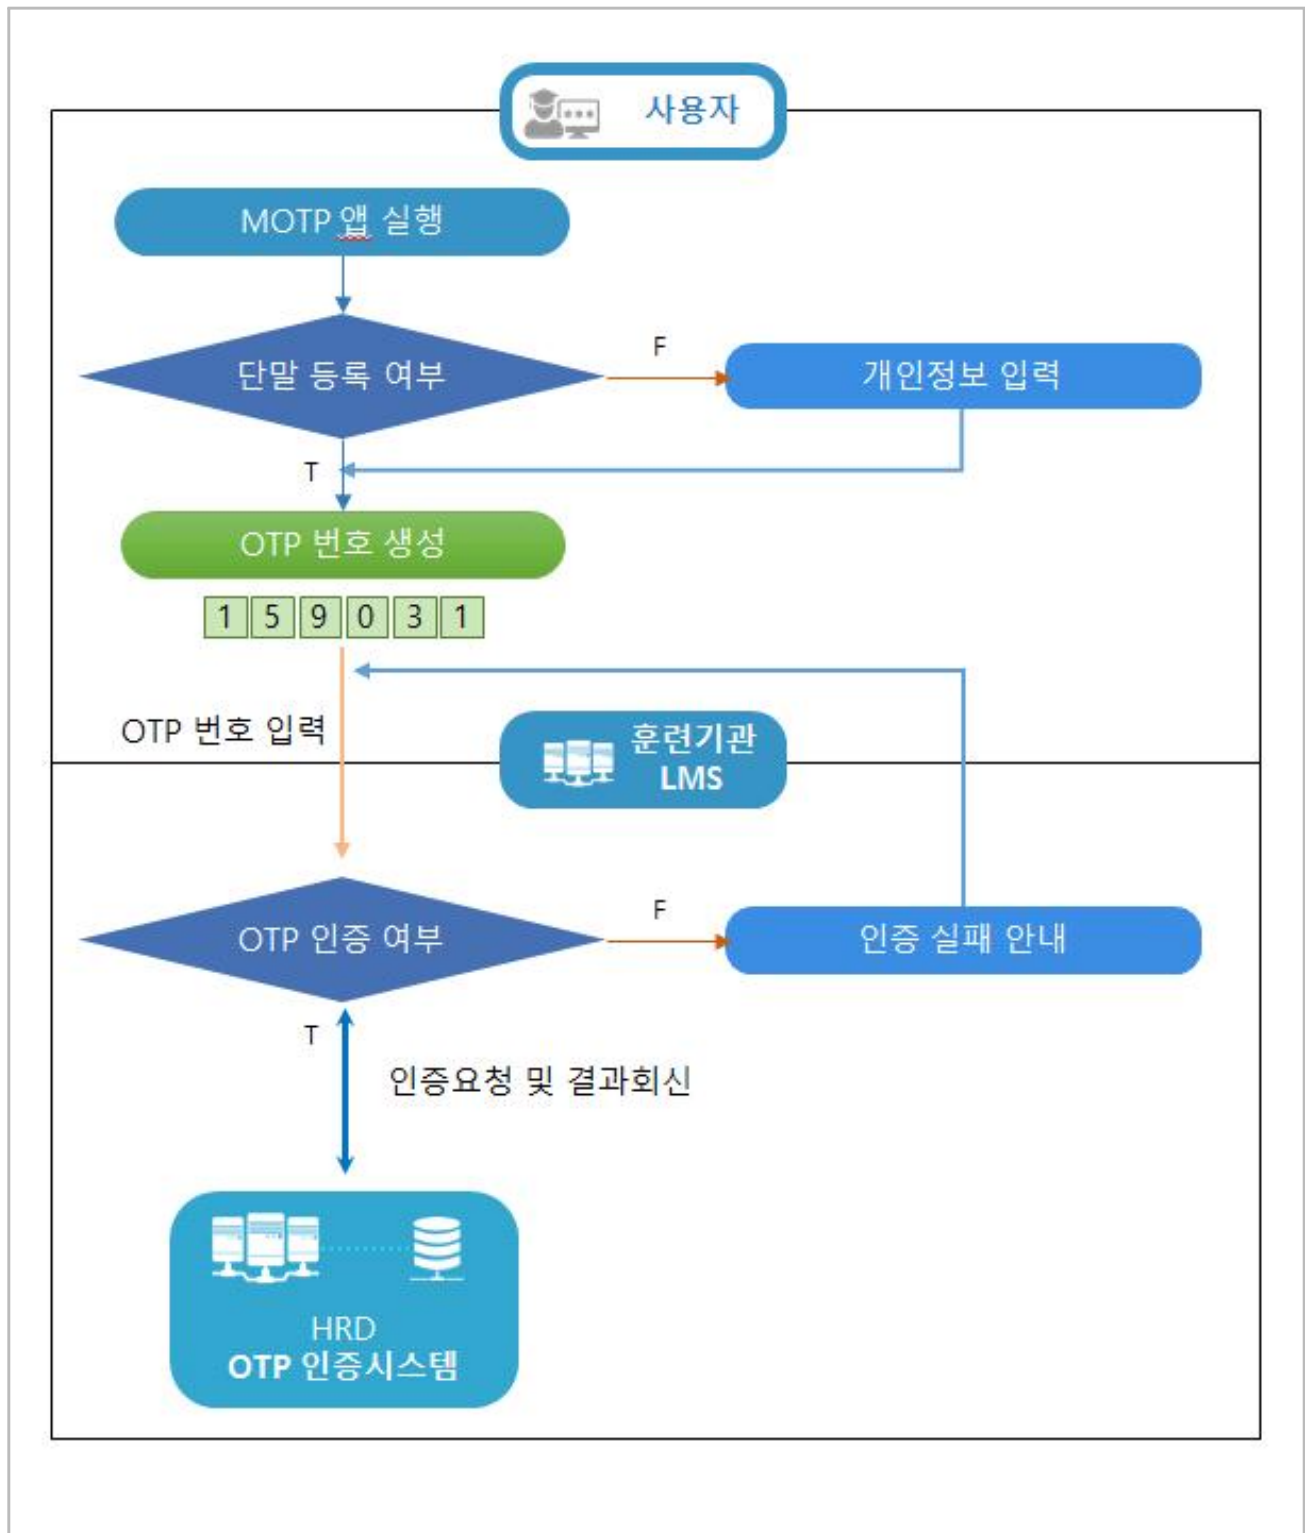 사용자
MOTP 앱 실행
단말 등록 여부
F
개인정보 입력
T
OTP 번호 생성
1 5 9 0 3 1
OTP 번호 입력
훈련기관
LMS
OTP 인증 여부
F
인증 실패 안내
T
인증요청 및 결과회신
HRD
OTP 인증시스템